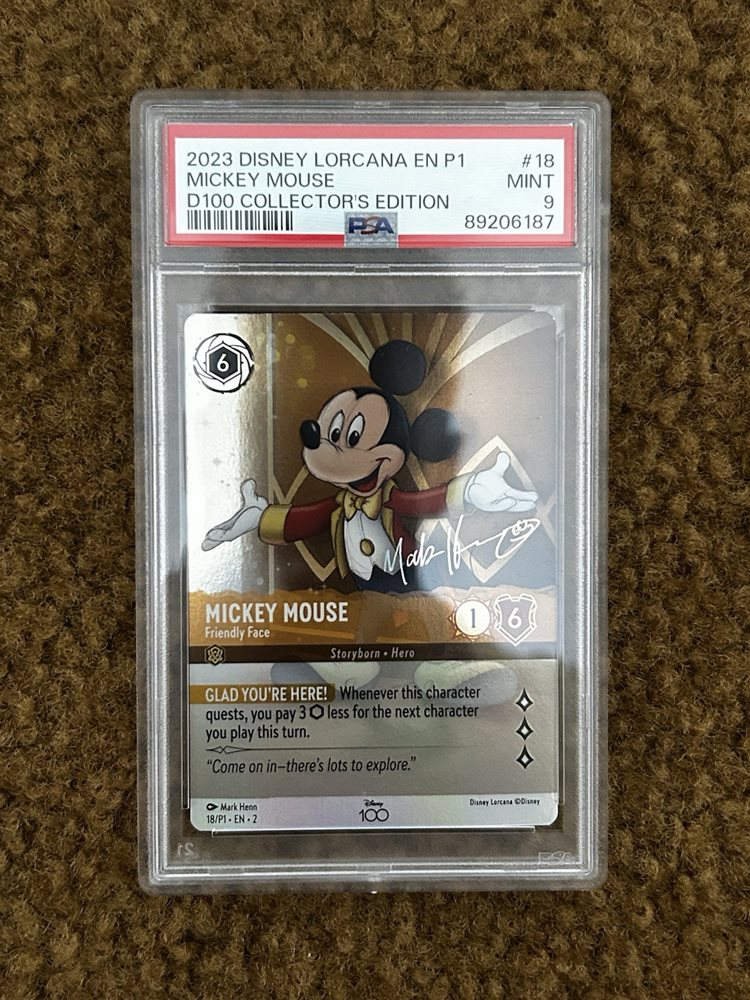 2023 DISNEY LORCANA EN P1 #18
MICKEY MOUSE MINT
D100 COLLECTOR'S EDITION 9
PSA 89206187
6
Mark Henn
MICKEY MOUSE 1 6
Friendly Face
Storyborn • Hero
GLAD YOU'RE HERE! Whenever this character
quests, you pay 3 less for the next character
you play this turn.
"Come on in—there's lots to explore."
Mark Henn Disney Disney Lorcana ©Disney
18/P1 • EN • 2 100